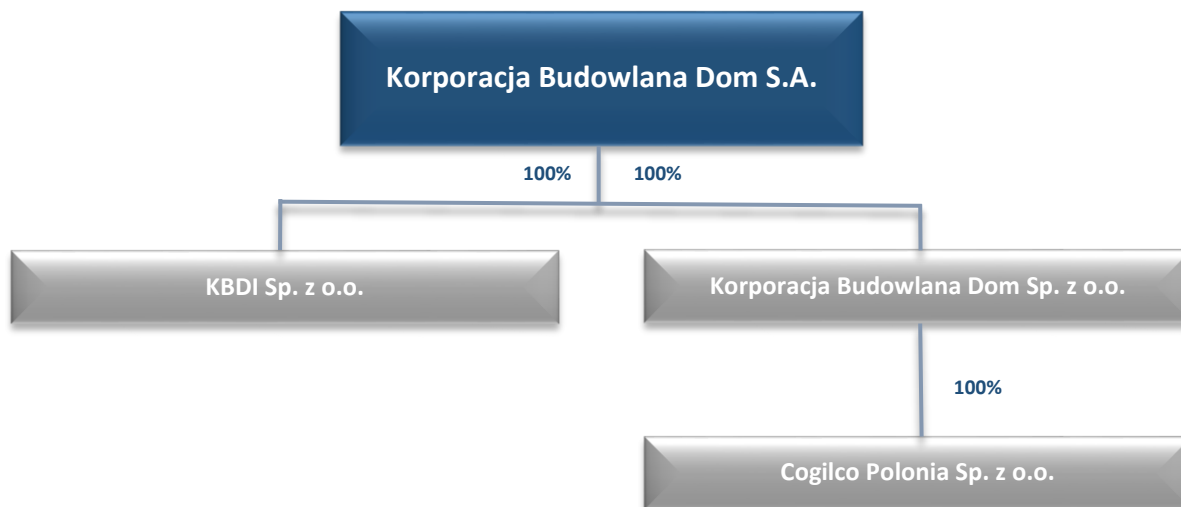 Korporacja Budowlana Dom S.A.
100% 100%
KBDI Sp. z o.o.
Korporacja Budowlana Dom Sp. z o.o.
100%
Cogilco Polonia Sp. z o.o.